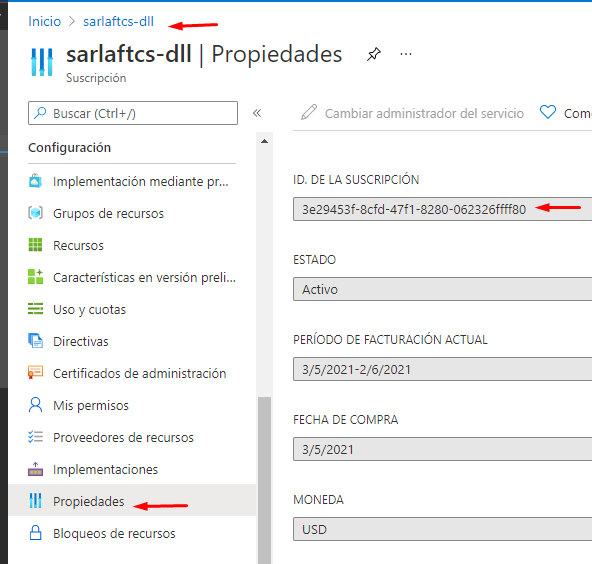 Inicio > sarlaftcs-dll
sarlaftcs-dll | Propiedades
Suscripción
Buscar (Ctrl+/)
Configuración
Implementación mediante pr...
Grupos de recursos
Recursos
Características en versión preli...
Uso y cuotas
Directivas
Certificados de administración
Mis permisos
Proveedores de recursos
Implementaciones
Propiedades
Bloqueos de recursos
Cambiar administrador del servicio
Com
ID. DE LA SUSCRIPCIÓN
3e29453f-8cfd-47f1-8280-062326ffff80
ESTADO
Activo
PERÍODO DE FACTURACIÓN ACTUAL
3/5/2021-2/6/2021
FECHA DE COMPRA
3/5/2021
MONEDA
USD